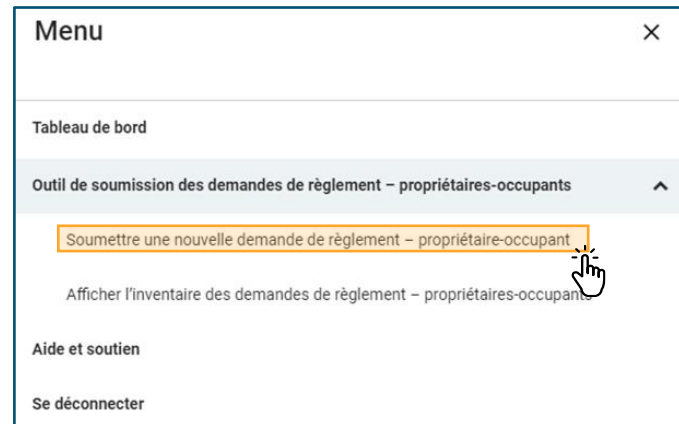 Menu
Tableau de bord
Outil de soumission des demandes de règlement – propriétaires-occupants
Soumettre une nouvelle demande de règlement – propriétaire-occupant
Afficher l’inventaire des demandes de règlement – propriétaires-occupants
Aide et soutien
Se déconnecter